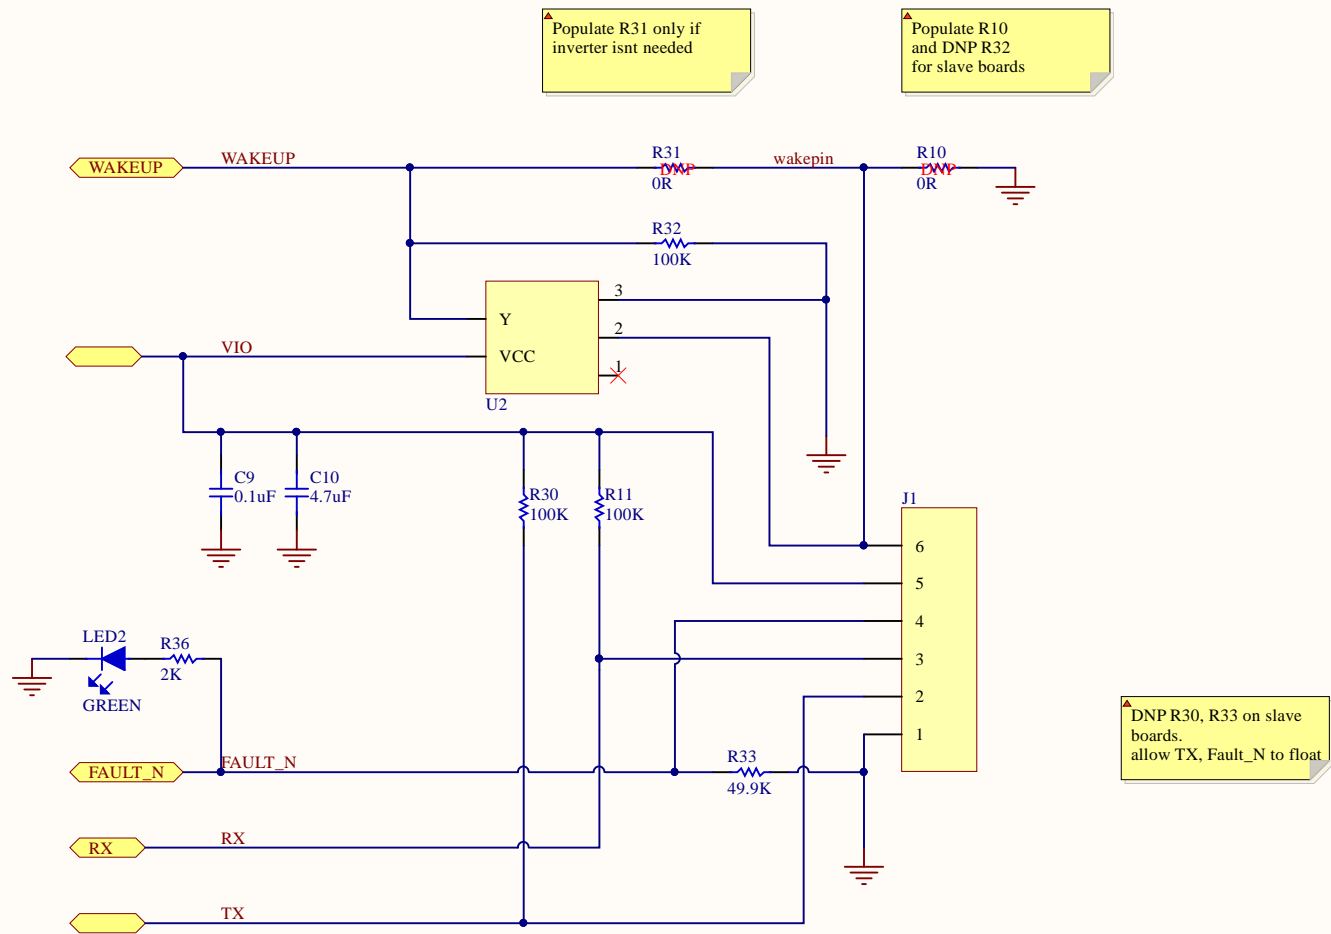 Populate R31 only if
inverter isnt needed
Populate R10
and DNP R32
for slave boards
WAKEUP
WAKEUP
R31
DNP
0R
wakepin
R10
DNP
0R
R32
100K
3
2
1
Y
VCC
U2
VIO
C9
0.1uF
C10
4.7uF
R30
100K
R11
100K
J1
6
5
4
3
2
1
LED2
GREEN
R36
2K
FAULT_N
FAULT_N
R33
49.9K
DNP R30, R33 on slave
boards.
allow TX, Fault_N to float
RX
RX
TX